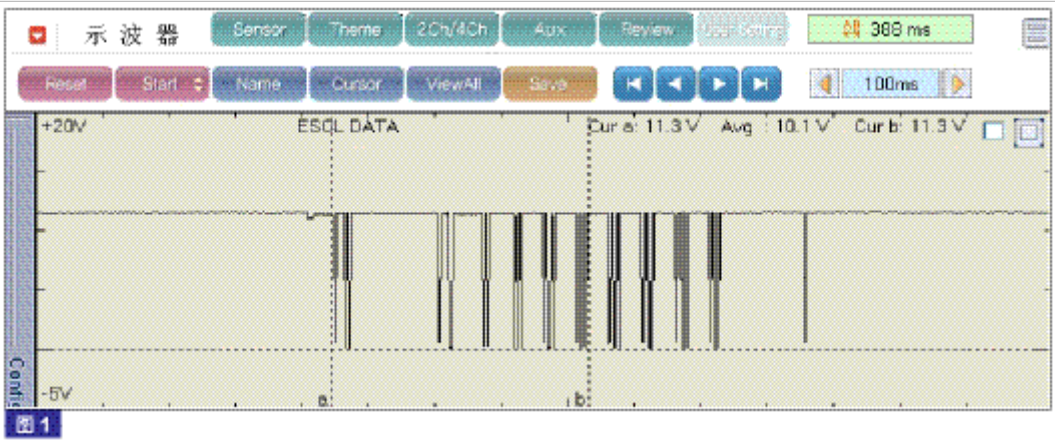 示波器 Sensor Theme 2Ch/4Ch Aux Review 388 ms
Reset Start Name Cursor ViewAll Save 100ms
+20V ESCL DATA Cur a: 11.3 V Avg : 10.1 V Cur b: 11.3 V
-5V a b
图 1